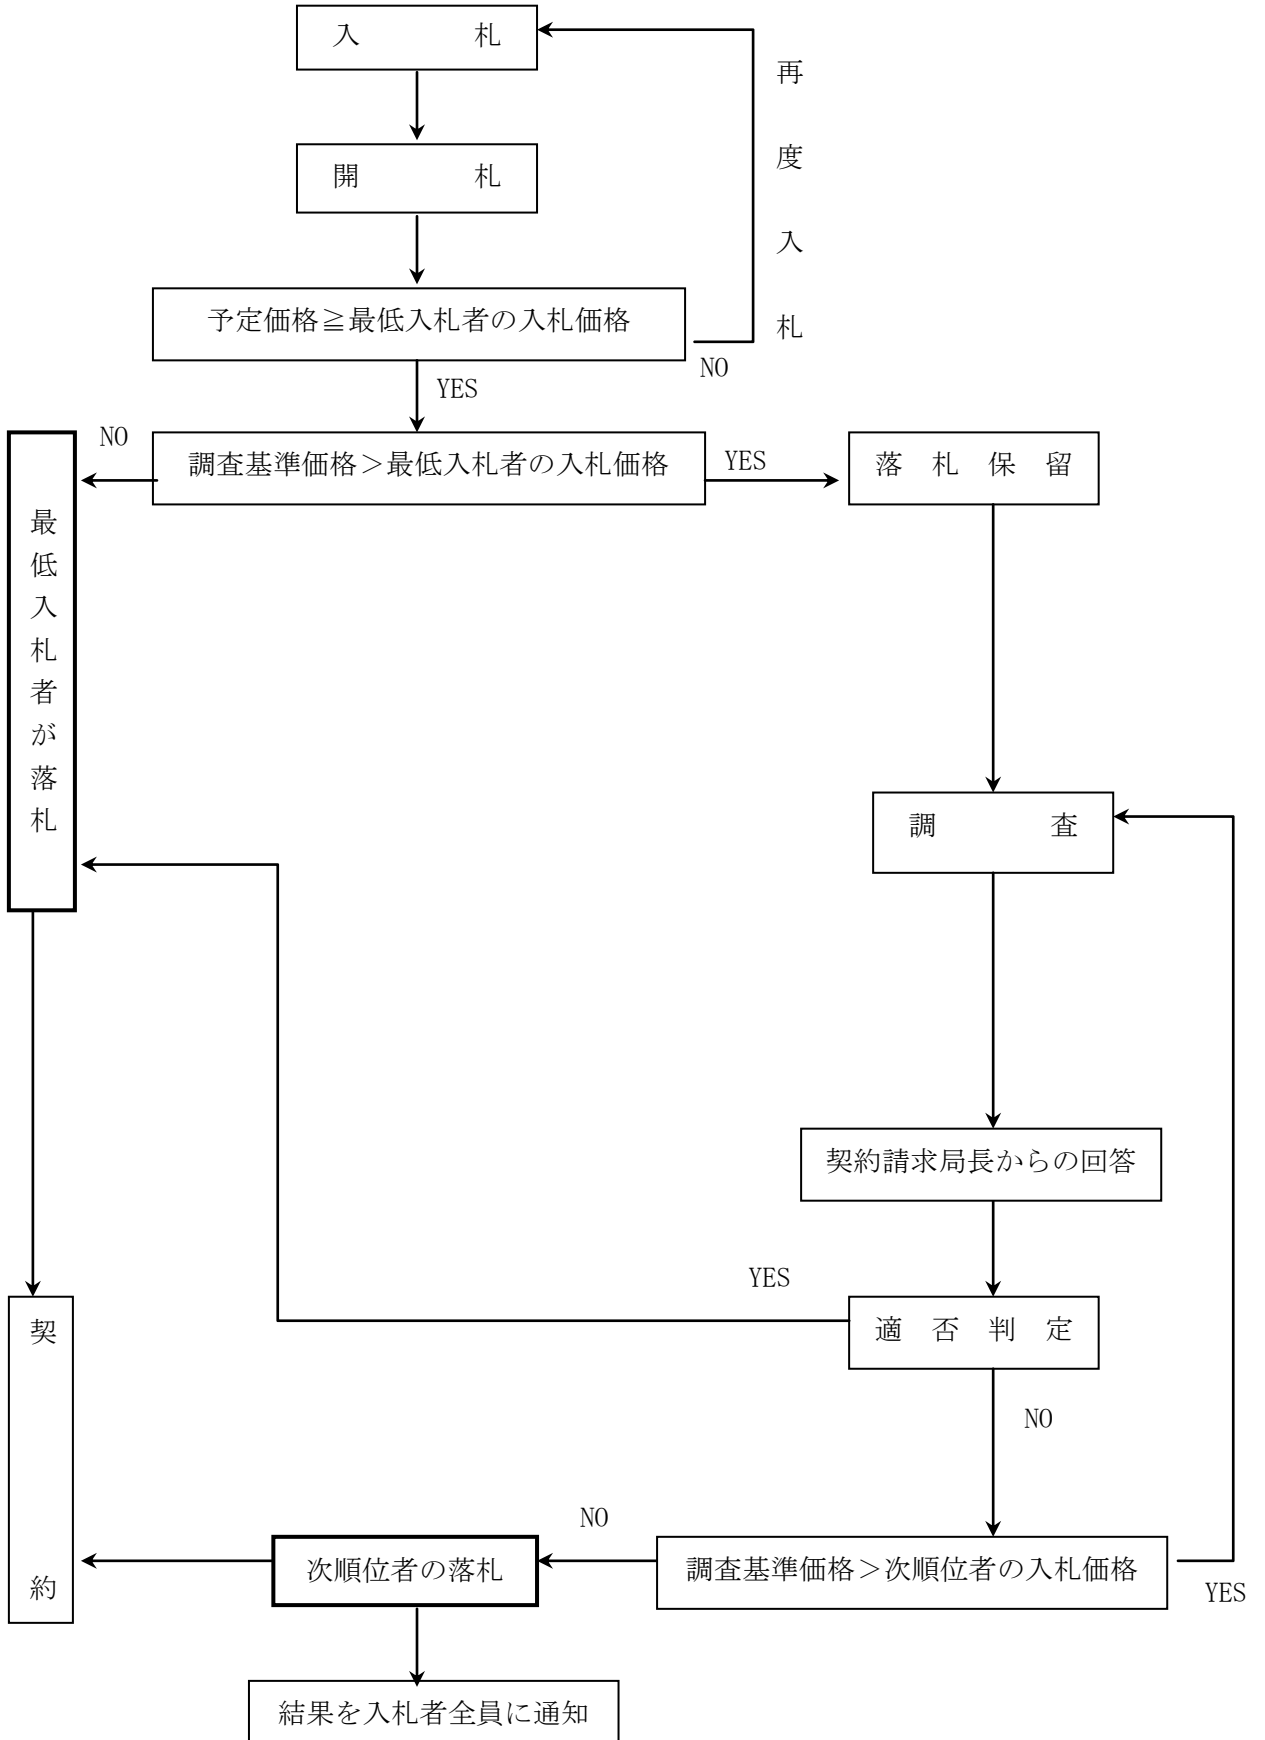 入 札
再度入札
開 札
予定価格≧最低入札者の入札価格
NO
YES
NO
調査基準価格＞最低入札者の入札価格
YES
落 札 保 留
最低入札者が落札
調 査
契約請求局長からの回答
YES
適 否 判 定
契 約
NO
NO
次順位者の落札
調査基準価格＞次順位者の入札価格
YES
結果を入札者全員に通知